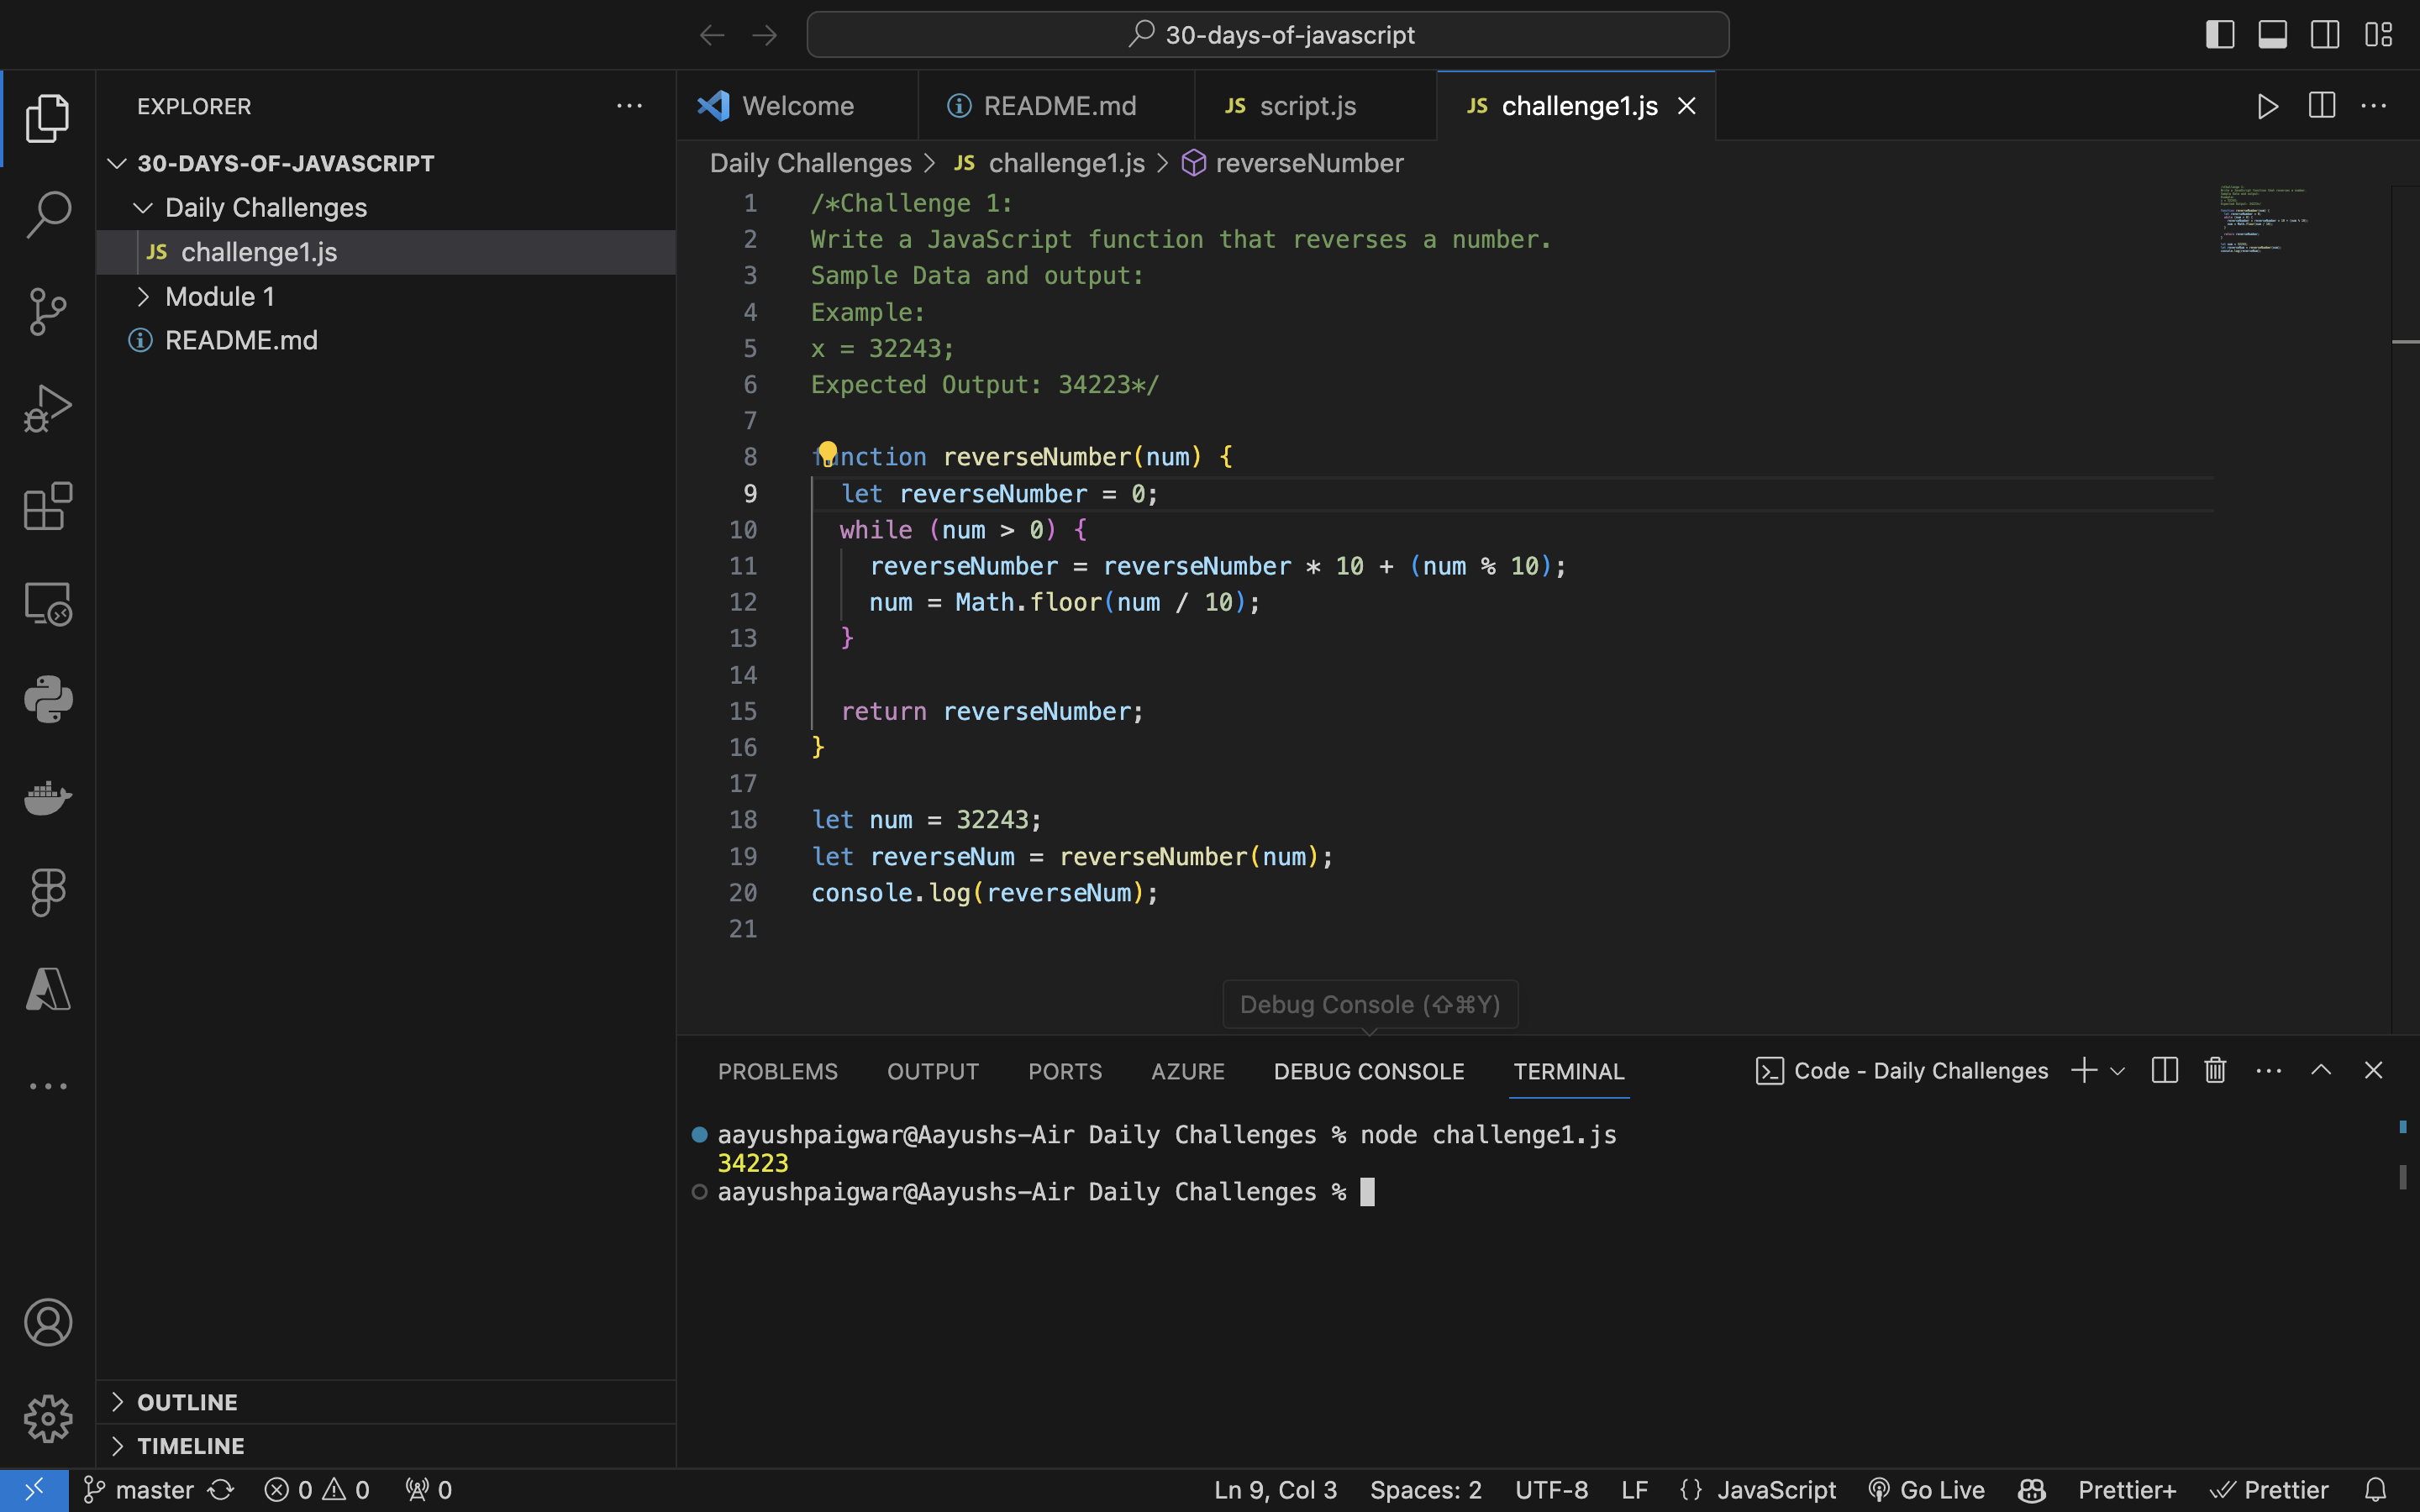 30-days-of-javascript
EXPLORER
30-DAYS-OF-JAVASCRIPT
Daily Challenges
JS challenge1.js
Module 1
README.md
OUTLINE
TIMELINE
Welcome
README.md
JS script.js
JS challenge1.js
Daily Challenges > JS challenge1.js > reverseNumber
1 /*Challenge 1:
2 Write a JavaScript function that reverses a number.
3 Sample Data and output:
4 Example:
5 x = 32243;
6 Expected Output: 34223*/
7
8 function reverseNumber(num) {
9   let reverseNumber = 0;
10   while (num > 0) {
11     reverseNumber = reverseNumber * 10 + (num % 10);
12     num = Math.floor(num / 10);
13   }
14
15   return reverseNumber;
16 }
17
18 let num = 32243;
19 let reverseNum = reverseNumber(num);
20 console.log(reverseNum);
21
Debug Console (⇧⌘Y)
PROBLEMS OUTPUT PORTS AZURE DEBUG CONSOLE TERMINAL
Code - Daily Challenges
aayushpaigwar@Aayushs-Air Daily Challenges % node challenge1.js
34223
aayushpaigwar@Aayushs-Air Daily Challenges %
master 0 0 0 Ln 9, Col 3 Spaces: 2 UTF-8 LF {} JavaScript Go Live Prettier+ Prettier